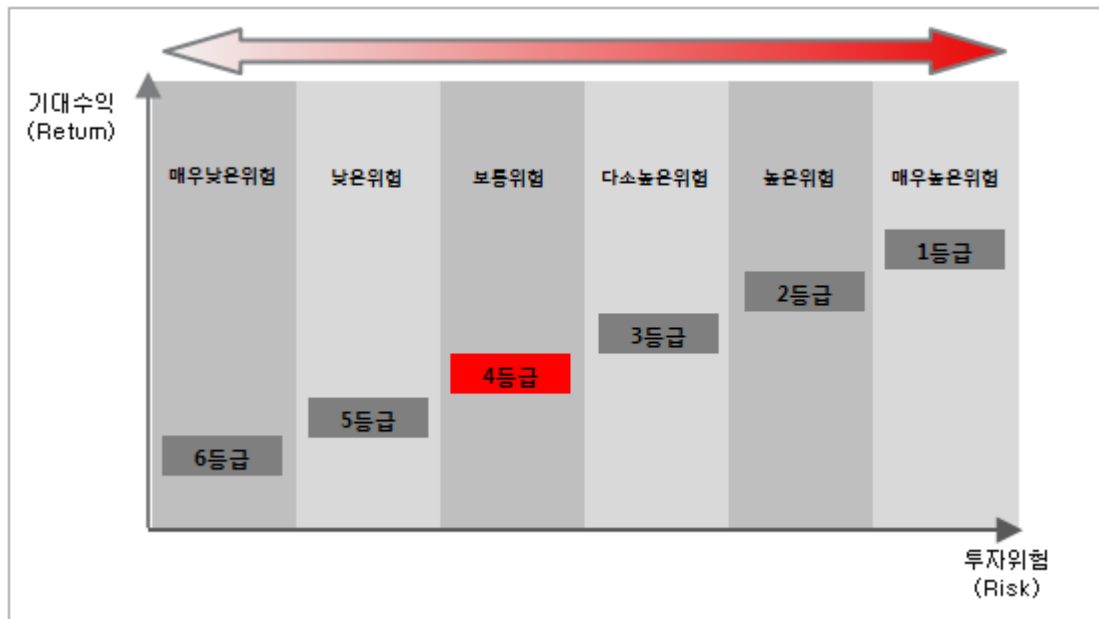 기대수익
(Return)
매우낮은위험
낮은위험
보통위험
다소높은위험
높은위험
매우높은위험
1등급
2등급
3등급
4등급
5등급
6등급
투자위험
(Risk)